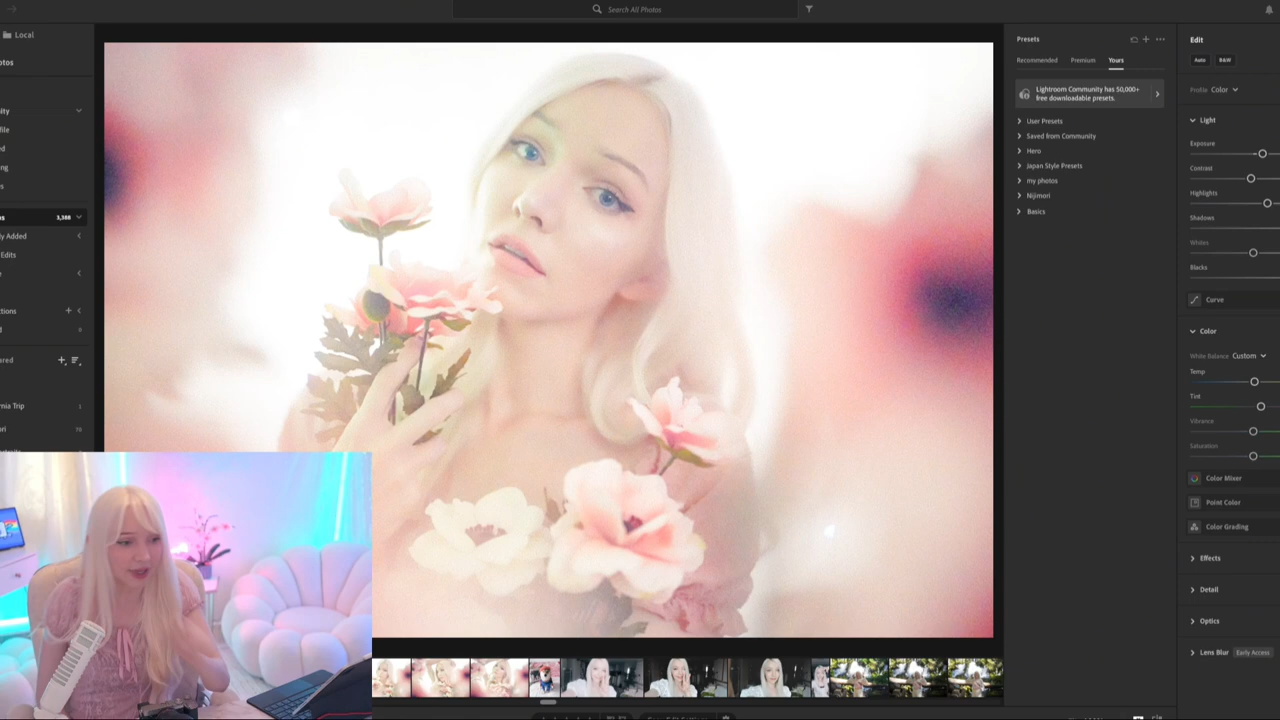 Search All Photos
Local
otos
3,388
Edits
1
Presets
Recommended Premium Yours
Lightroom Community has 50,000+
free downloadable presets.
User Presets
Saved from Community
Hero
Japan Style Presets
my photos
Nijimori
Basics
Edit
Auto B&W
Profile Color
Light
Exposure
Contrast
Highlights
Shadows
Whites
Blacks
Curve
Color
White Balance Custom
Temp
Tint
Vibrance
Saturation
Color Mixer
Point Color
Color Grading
Effects
Detail
Optics
Lens Blur Early Access